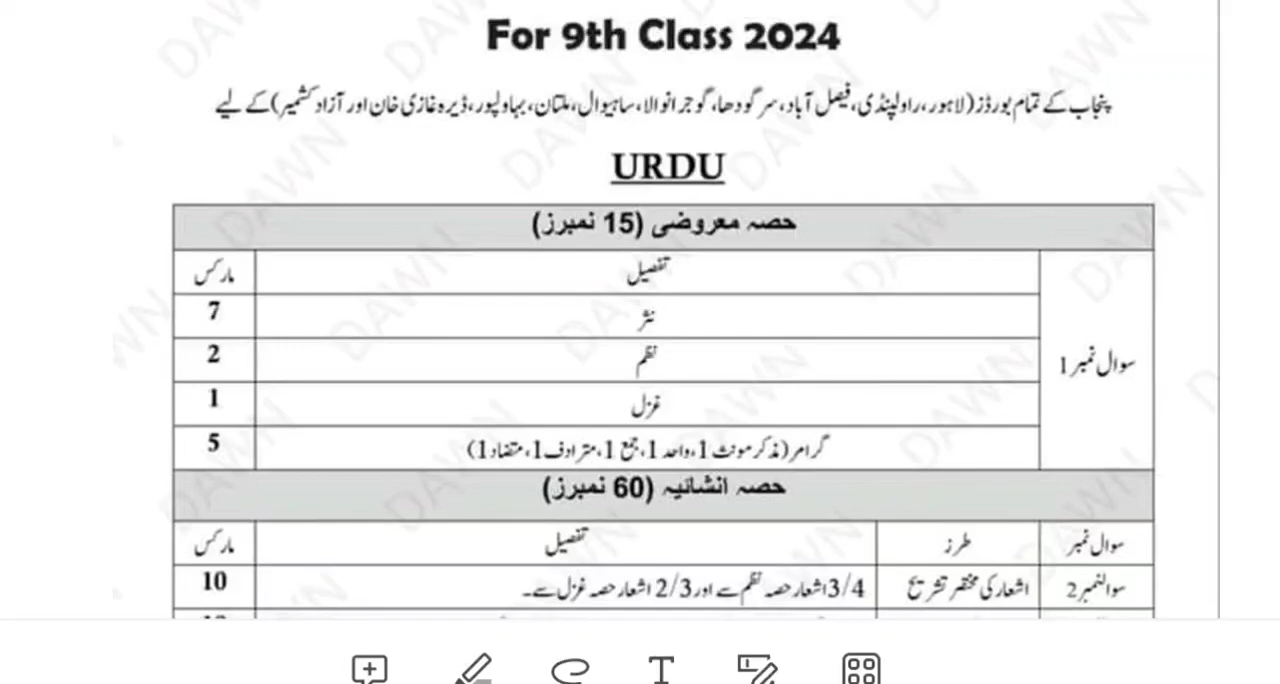 For 9th Class 2024
پنجاب کے تمام بورڈز(لاہور،راولپنڈی،فیصل آباد،سرگودھا،گوجرانوالا،ساہیوال،ملتان،بہاولپور،ڈیرہ غازی خان اور آزاد کشمیر)کے لیے
URDU
حصہ معروضی (15 نمبرز)
سوال نمبر 1
تفصیل مارکس
نثر 7
نظم 2
غزل 1
گرامر(مذکر مونث 1،واحد 1،جمع 1،مترادف 1،متضاد 1) 5
حصہ انشائیہ (60 نمبرز)
سوال نمبر طرز تفصیل مارکس
سوالنمبر 2 اشعار کی مختصر تشریح 3/4 اشعار حصہ نظم سے اور 2/3 اشعار حصہ غزل سے۔ 10
DAWN